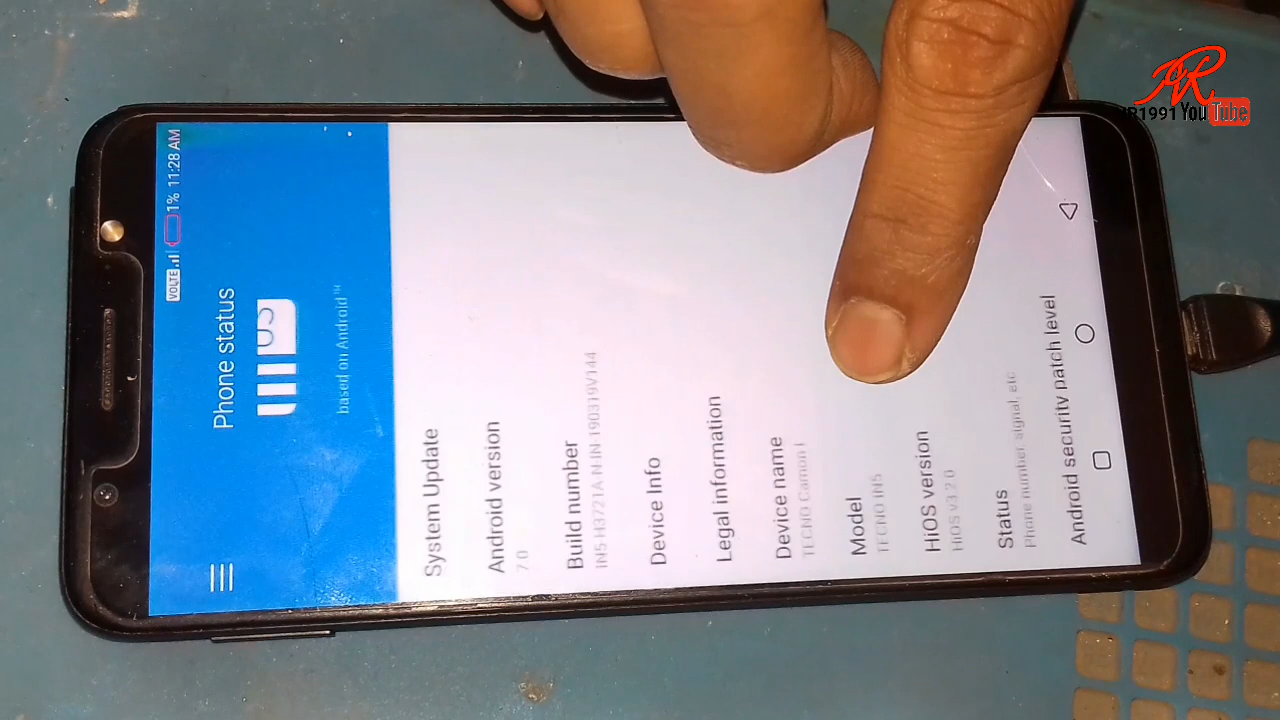 VoLTE 1% 11:28 AM
Phone status
based on Android™
System Update
Android version
7.0
Build number
IN5-H3721A-N-IN-190319V144
Device Info
Legal information
Device name
TECNO Camon i
Model
TECNO IN5
HiOS version
HiOS v3.2.0
Status
Phone number, signal, etc
Android security patch level
R1991 YouTube